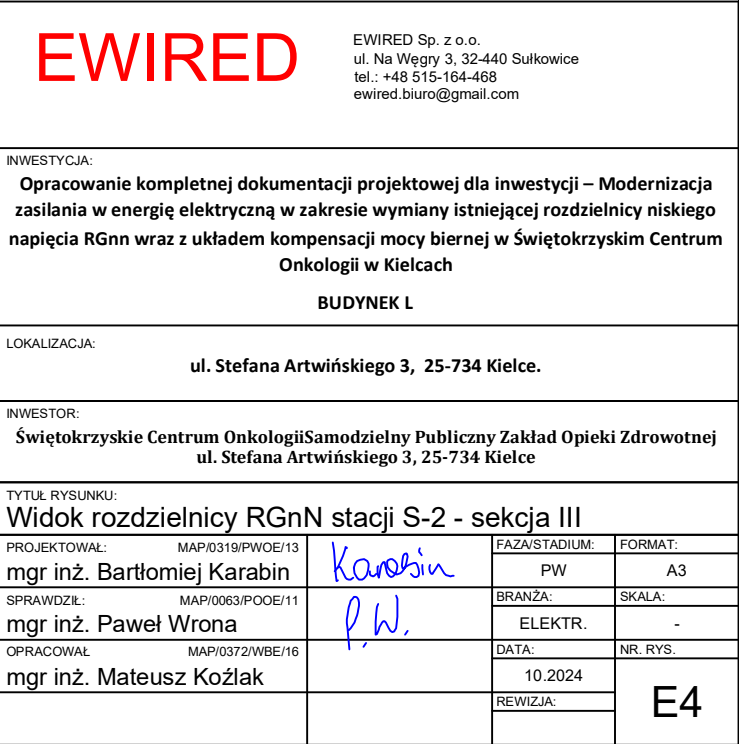 EWIRED
EWIRED Sp. z o.o.
ul. Na Węgry 3, 32-440 Sułkowice
tel.: +48 515-164-468
ewired.biuro@gmail.com
INWESTYCJA:
Opracowanie kompletnej dokumentacji projektowej dla inwestycji – Modernizacja
zasilania w energię elektryczną w zakresie wymiany istniejącej rozdzielnicy niskiego
napięcia RGnn wraz z układem kompensacji mocy biernej w Świętokrzyskim Centrum
Onkologii w Kielcach
BUDYNEK L
LOKALIZACJA:
ul. Stefana Artwińskiego 3, 25-734 Kielce.
INWESTOR:
Świętokrzyskie Centrum OnkologiiSamodzielny Publiczny Zakład Opieki Zdrowotnej
ul. Stefana Artwińskiego 3, 25-734 Kielce
TYTUŁ RYSUNKU:
Widok rozdzielnicy RGnN stacji S-2 - sekcja III
PROJEKTOWAŁ: MAP/0319/PWOE/13
mgr inż. Bartłomiej Karabin
Karabin
FAZA/STADIUM: FORMAT:
PW A3
SPRAWDZIŁ: MAP/0063/POOE/11
mgr inż. Paweł Wrona
P.W.
BRANŻA: SKALA:
ELEKTR. -
OPRACOWAŁ MAP/0372/WBE/16
mgr inż. Mateusz Koźlak
DATA: NR. RYS.
10.2024
REWIZJA:
E4